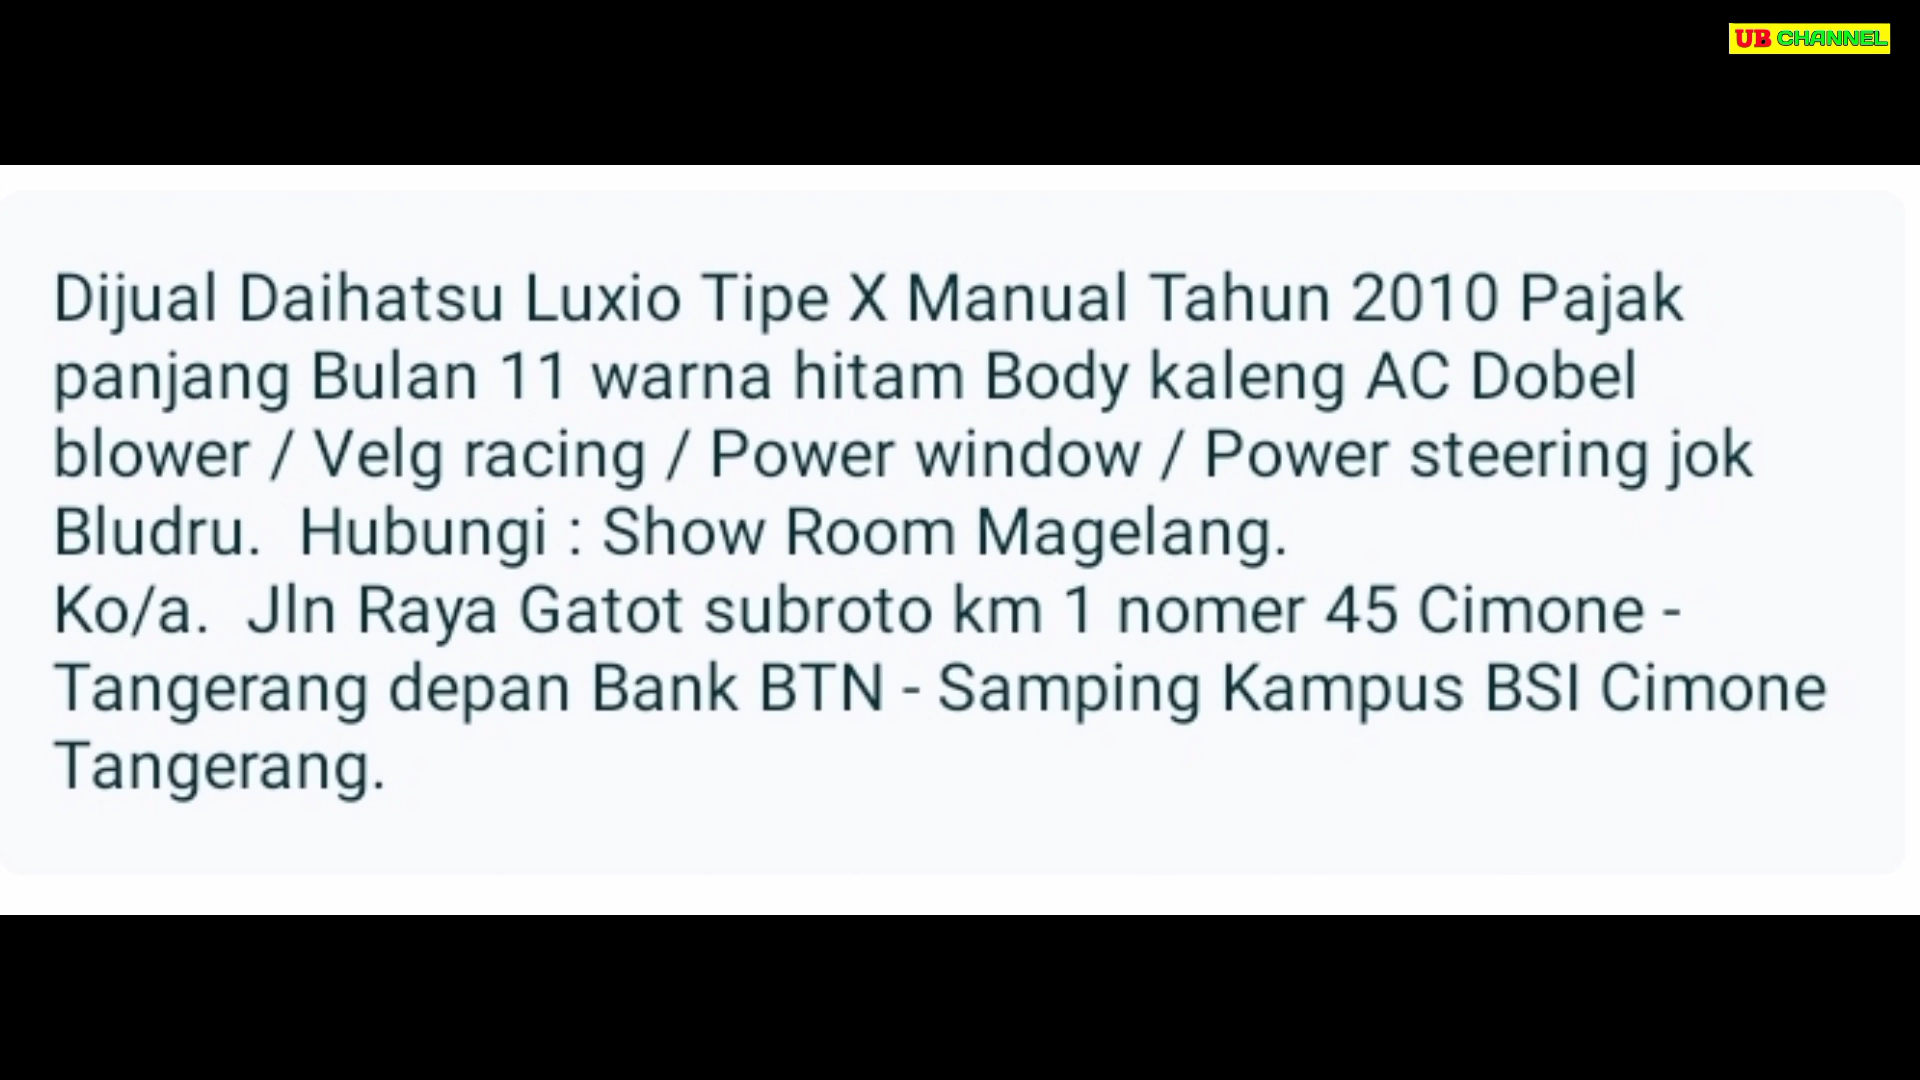 UB CHANNEL
Dijual Daihatsu Luxio Tipe X Manual Tahun 2010 Pajak
panjang Bulan 11 warna hitam Body kaleng AC Dobel
blower / Velg racing / Power window / Power steering jok
Bludru.  Hubungi : Show Room Magelang.
Ko/a.  Jln Raya Gatot subroto km 1 nomer 45 Cimone -
Tangerang depan Bank BTN - Samping Kampus BSI Cimone
Tangerang.